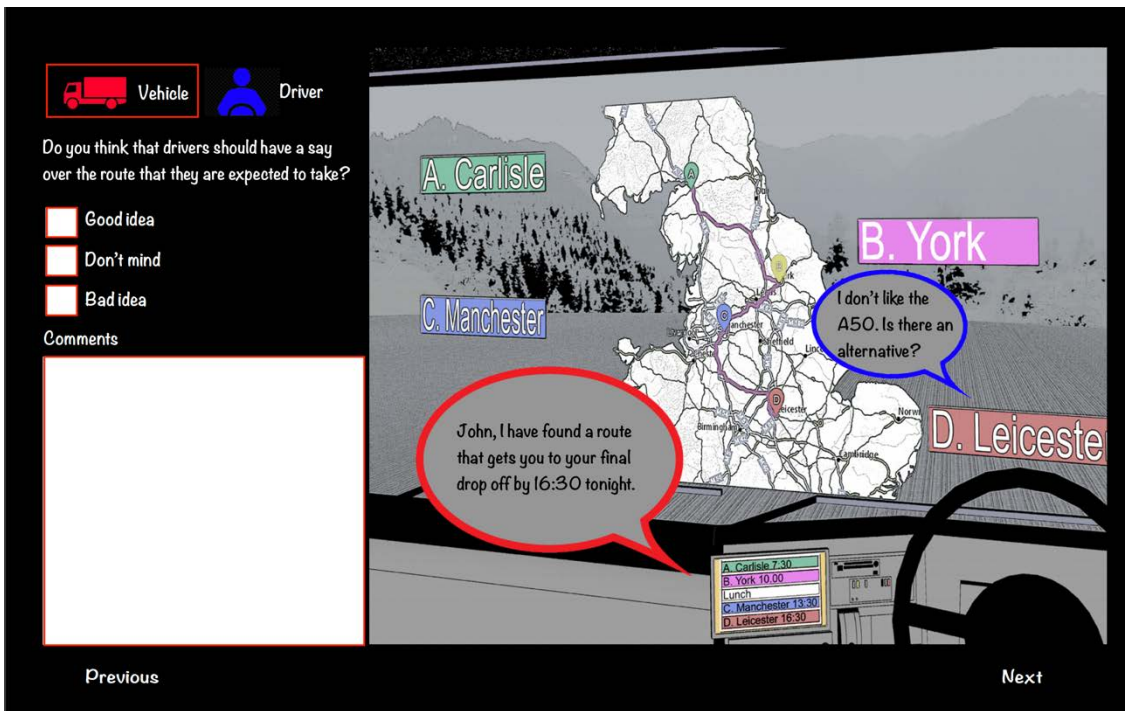 Vehicle
Driver
Do you think that drivers should have a say
over the route that they are expected to take?
Good idea
Don't mind
Bad idea
Comments
A. Carlisle
B. York
C. Manchester
D. Leiceste
I don't like the
A50. Is there an
alternative?
John, I have found a route
that gets you to your final
drop off by 16:30 tonight.
A
C
D
Birmingham
A. Carlisle 7.30
B. York 10.00
Lunch
C. Manchester 13:30
D. Leicester 16:30
Previous
Next